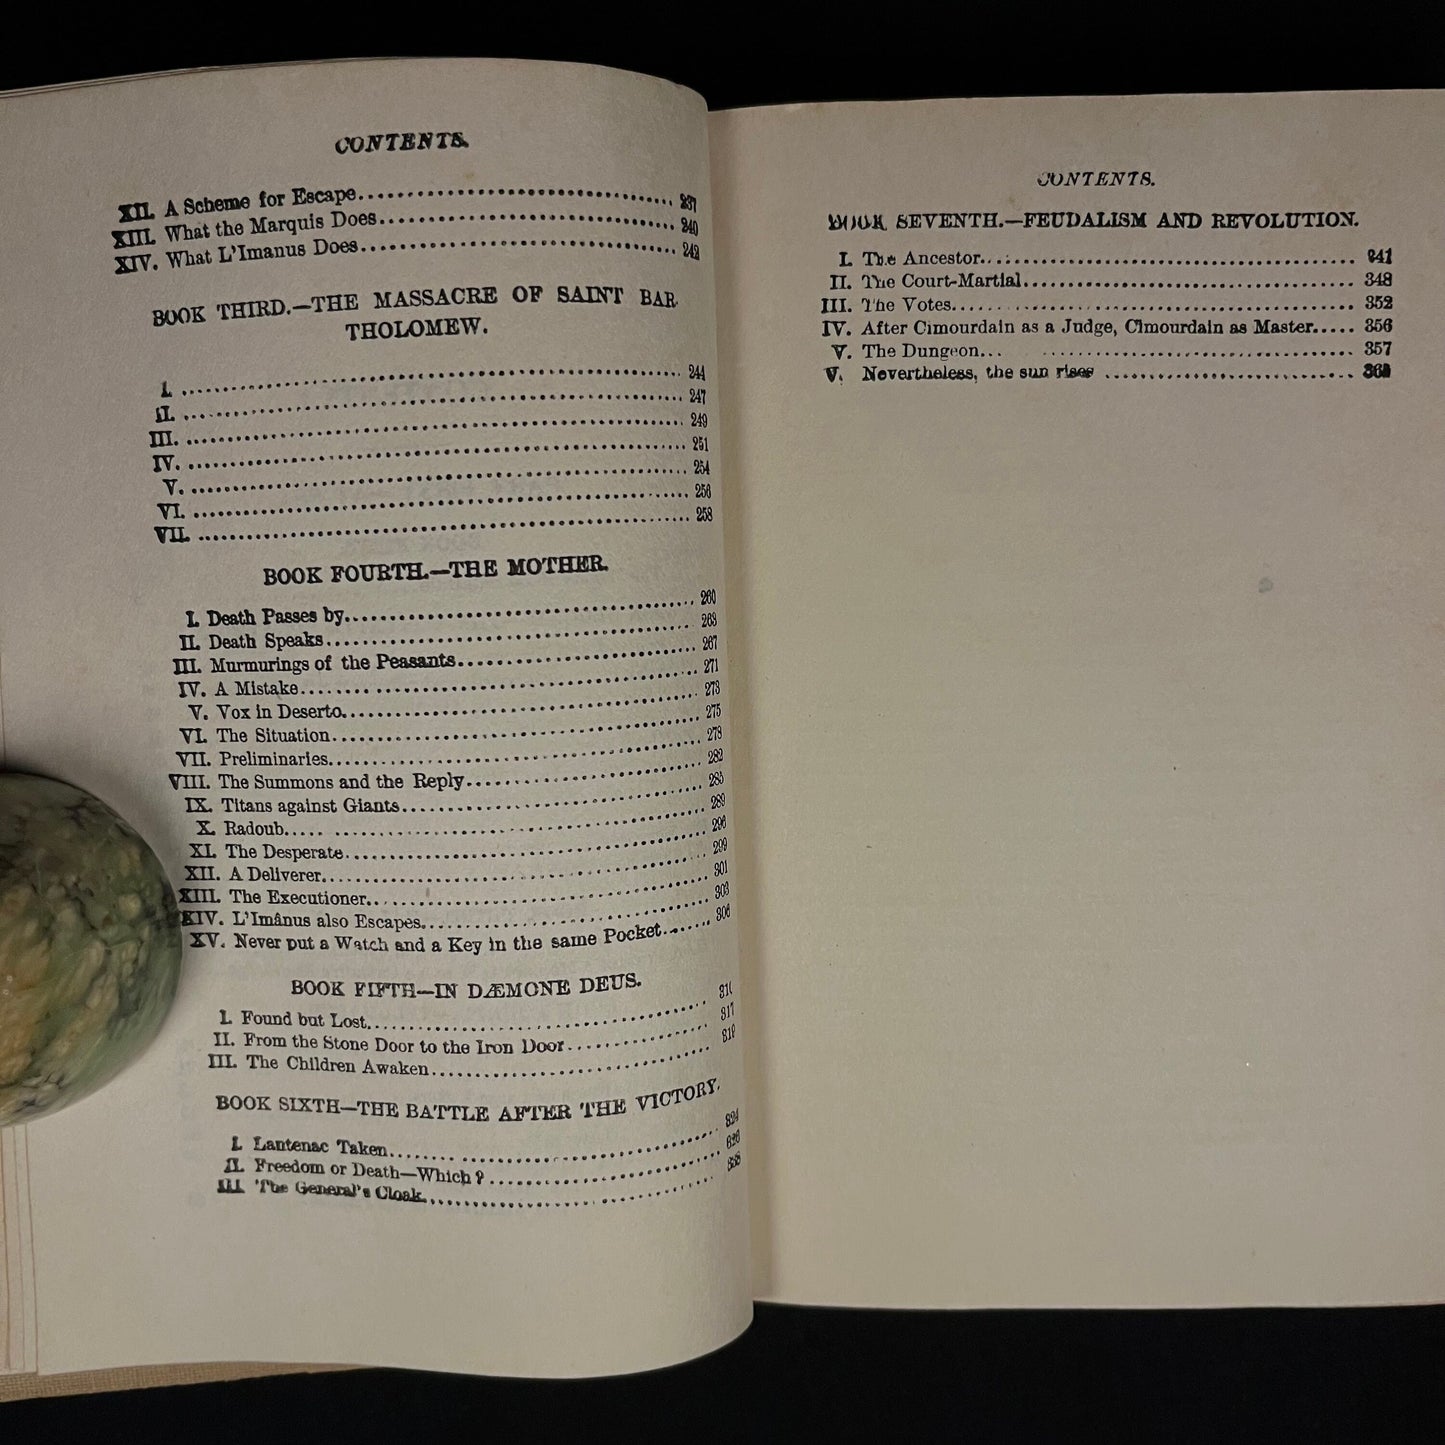 CONTENTS.
XII. A Scheme for Escape........................................ 237
XIII. What the Marquis Does..................................... 240
XIV. What L'Imanus Does........................................ 242
BOOK THIRD.—THE MASSACRE OF SAINT BAR
THOLOMEW.
I. ........................................ 244
II. ........................................ 247
III. ........................................ 249
IV. ........................................ 251
V. ........................................ 254
VI. ........................................ 256
VII. ........................................ 258
BOOK FOURTH.—THE MOTHER.
I. Death Passes by........................................ 260
II. Death Speaks........................................ 263
III. Murmurings of the Peasants.............................. 267
IV. A Mistake........................................ 271
V. Vox in Deserto........................................ 273
VI. The Situation........................................ 275
VII. Preliminaries........................................ 278
VIII. The Summons and the Reply.............................. 282
IX. Titans against Giants................................... 285
X. Radoub..... ................................... 289
XI. The Desperate........................................ 296
XII. A Deliverer........................................ 299
XIII. The Executioner........................................ 301
XIV. L'Imânus also Escapes................................... 303
XV. Never put a Watch and a Key in the same Pocket......... 306
BOOK FIFTH—IN DÆMONE DEUS.
I. Found but Lost........................................ 311
II. From the Stone Door to the Iron Door................. 317
III. The Children Awaken.............................. 319
BOOK SIXTH—THE BATTLE AFTER THE VICTORY.
I. Lantenac Taken........................................ 324
II. Freedom or Death—Which?.............................. 326
III. The General's Cloak..............................
CONTENTS.
BOOK SEVENTH.—FEUDALISM AND REVOLUTION.
I. The Ancestor........................................ 341
II. The Court-Martial........................................ 348
III. The Votes........................................ 352
IV. After Cimourdain as a Judge, Cimourdain as Master..... 356
V. The Dungeon... ................................... 357
V. Nevertheless, the sun rises ..............................